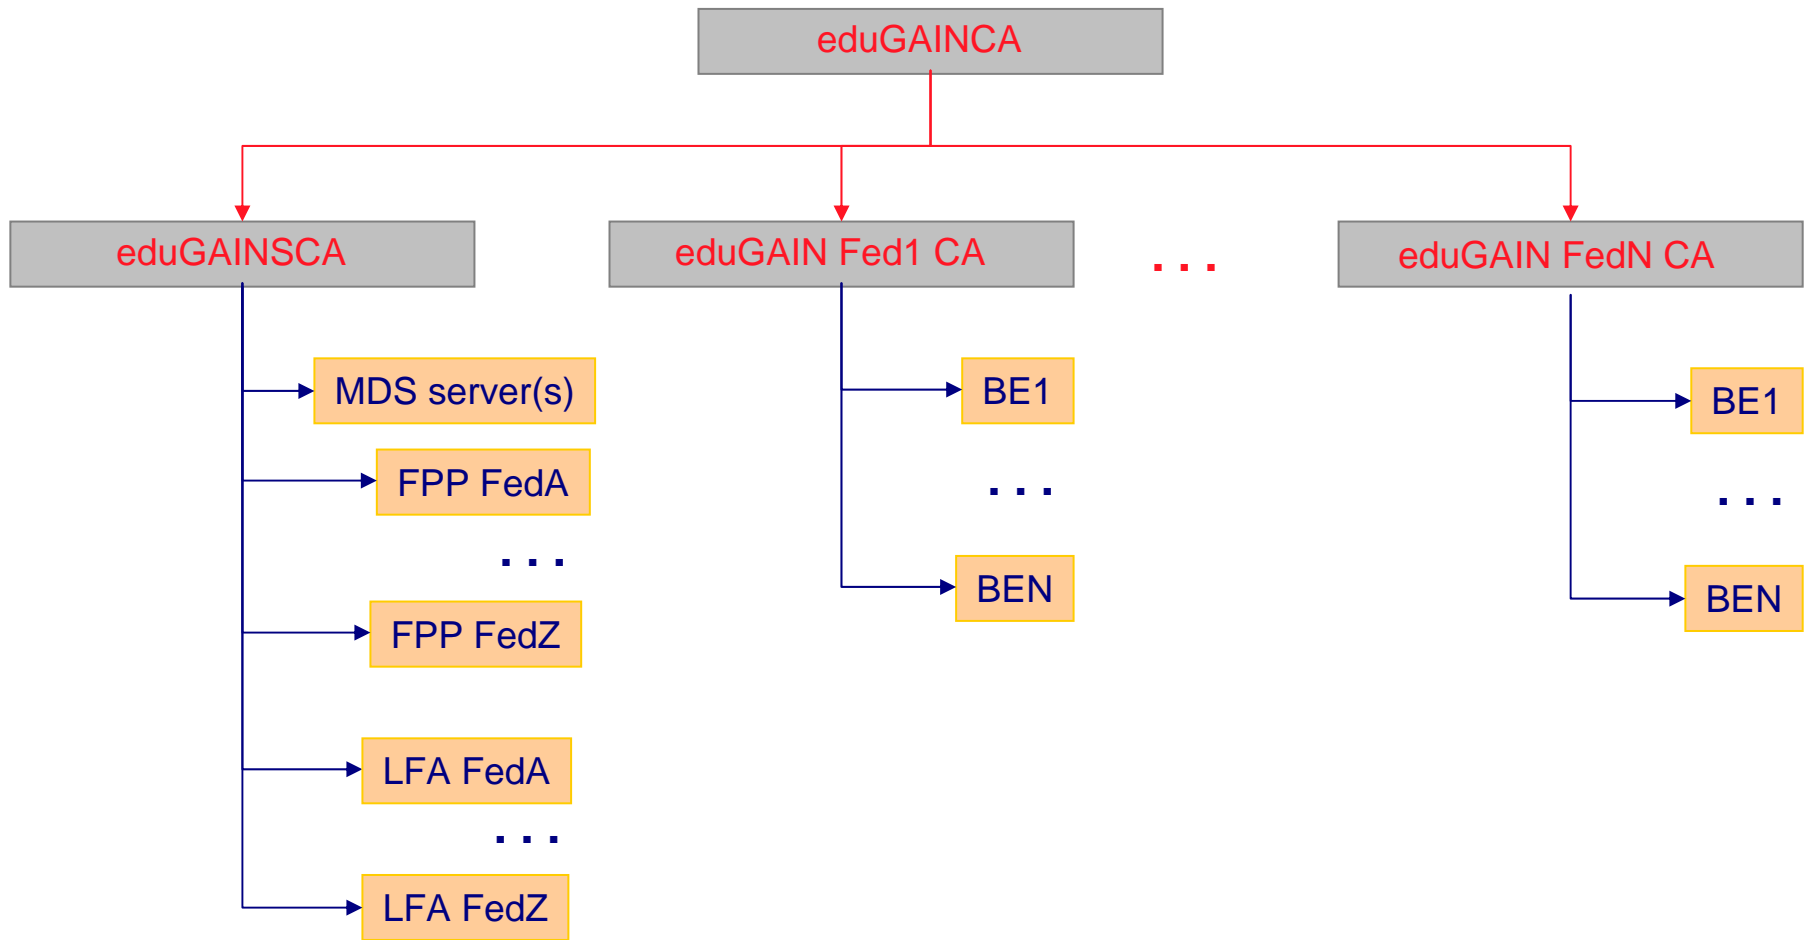 eduGAINCA
eduGAINSCA
eduGAIN Fed1 CA
. . .
eduGAIN FedN CA
MDS server(s)
FPP FedA
. . .
FPP FedZ
LFA FedA
. . .
LFA FedZ
BE1
. . .
BEN
BE1
. . .
BEN